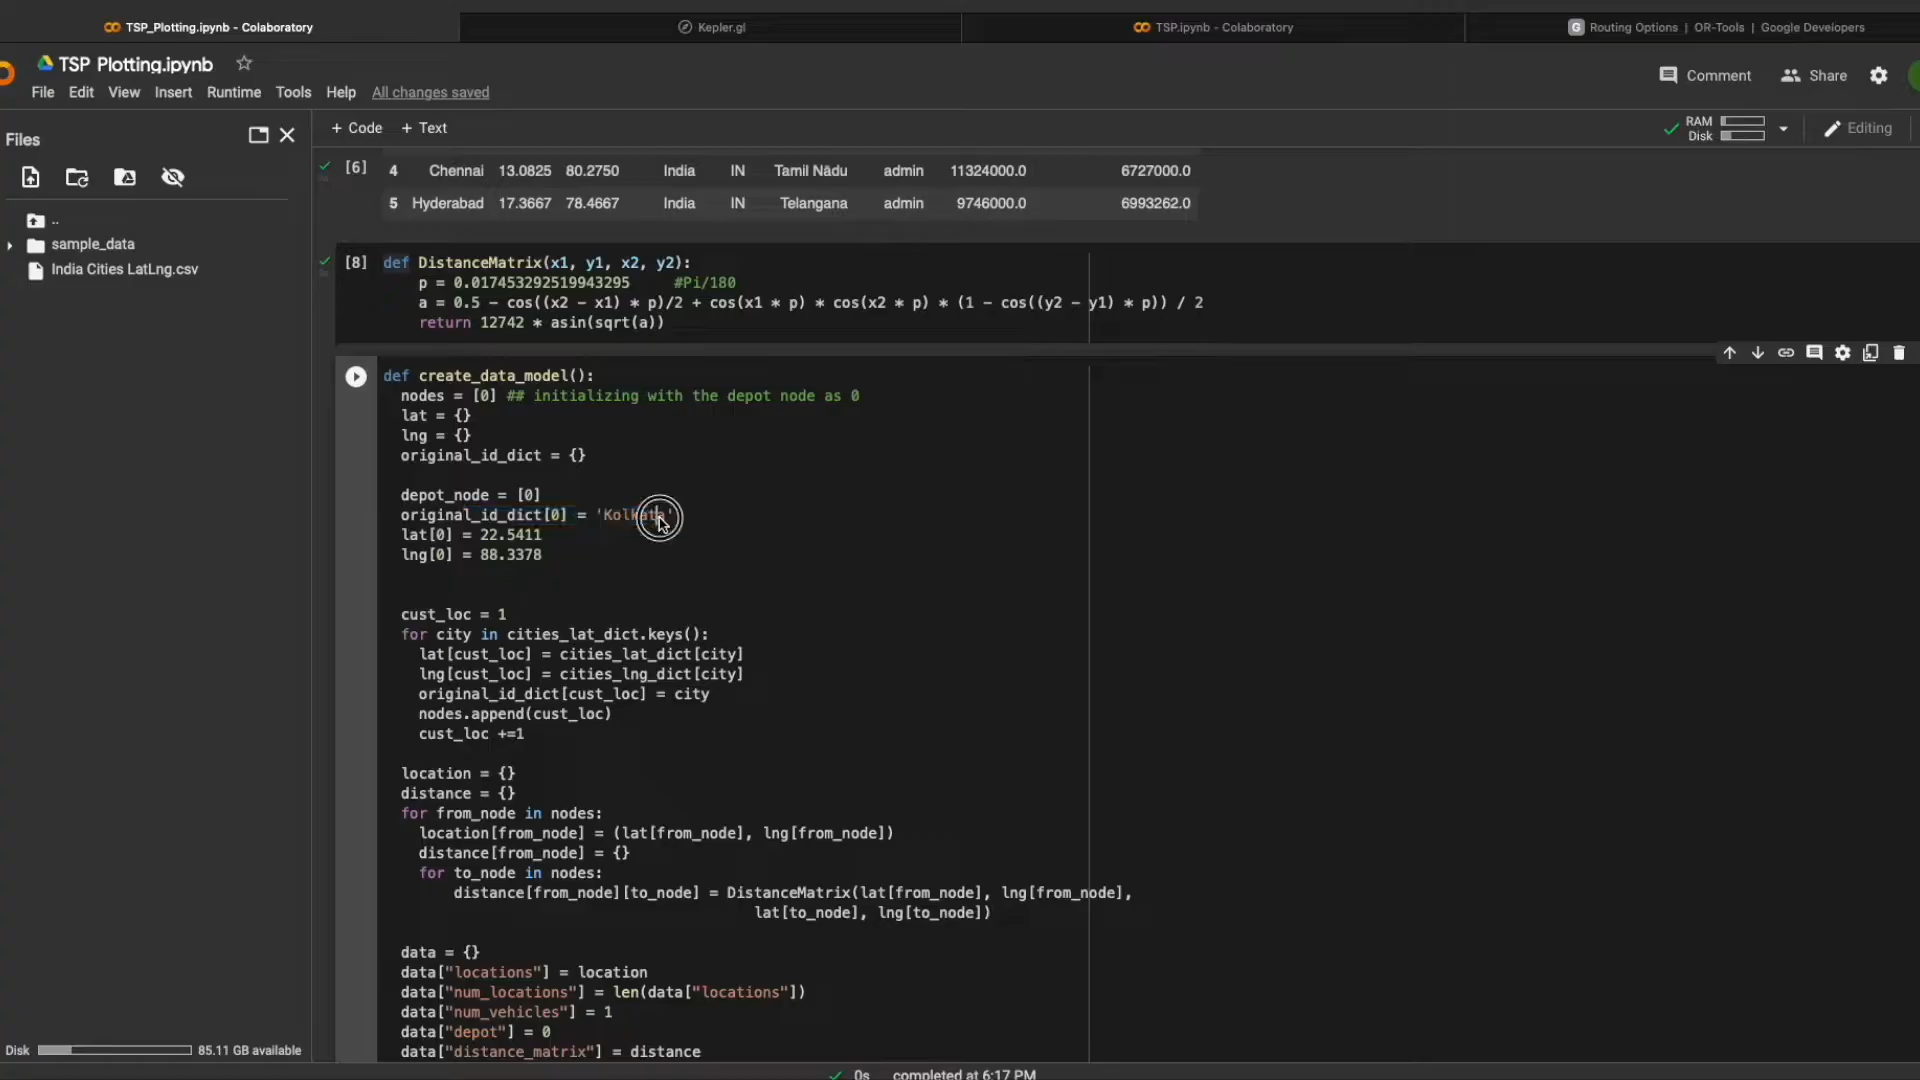 TSP_Plotting.ipynb - Colaboratory
Kepler.gl
TSP.ipynb - Colaboratory
Routing Options | OR-Tools | Google Developers
TSP Plotting.ipynb
Comment
Share
File Edit View Insert Runtime Tools Help All changes saved
Files
+ Code + Text
RAM
Disk
Editing
..
sample_data
India Cities LatLng.csv
[6] 4 Chennai 13.0825 80.2750 India IN Tamil Nādu admin 11324000.0 6727000.0
5 Hyderabad 17.3667 78.4667 India IN Telangana admin 9746000.0 6993262.0
[8] def DistanceMatrix(x1, y1, x2, y2):
p = 0.017453292519943295 #Pi/180
a = 0.5 - cos((x2 - x1) * p)/2 + cos(x1 * p) * cos(x2 * p) * (1 - cos((y2 - y1) * p)) / 2
return 12742 * asin(sqrt(a))
def create_data_model():
nodes = [0] ## initializing with the depot node as 0
lat = {}
lng = {}
original_id_dict = {}
depot_node = [0]
original_id_dict[0] = 'Kolkata'
lat[0] = 22.5411
lng[0] = 88.3378
cust_loc = 1
for city in cities_lat_dict.keys():
lat[cust_loc] = cities_lat_dict[city]
lng[cust_loc] = cities_lng_dict[city]
original_id_dict[cust_loc] = city
nodes.append(cust_loc)
cust_loc +=1
location = {}
distance = {}
for from_node in nodes:
location[from_node] = (lat[from_node], lng[from_node])
distance[from_node] = {}
for to_node in nodes:
distance[from_node][to_node] = DistanceMatrix(lat[from_node], lng[from_node],
lat[to_node], lng[to_node])
data = {}
data["locations"] = location
data["num_locations"] = len(data["locations"])
data["num_vehicles"] = 1
data["depot"] = 0
data["distance_matrix"] = distance
Disk 85.11 GB available
0s completed at 6:17 PM